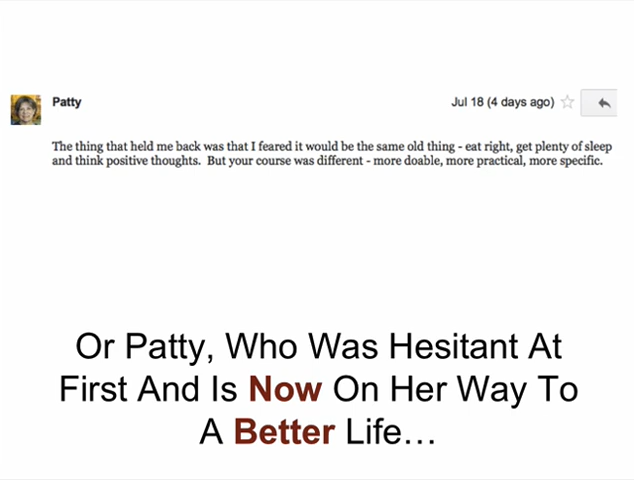 Patty
Jul 18 (4 days ago)
The thing that held me back was that I feared it would be the same old thing - eat right, get plenty of sleep
and think positive thoughts.  But your course was different - more doable, more practical, more specific.
Or Patty, Who Was Hesitant At
First And Is Now On Her Way To
A Better Life…